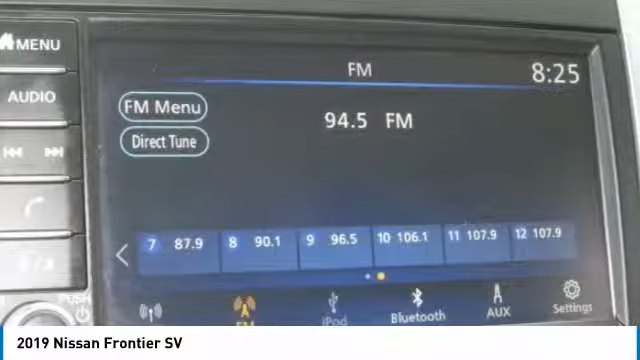 MENU
FM
8:25
AUDIO
FM Menu
94.5 FM
Direct Tune
7 87.9
8 90.1
9 96.5
10 106.1
11 107.9
12 107.9
PUSH
FM
iPod
Bluetooth
AUX
Settings
2019 Nissan Frontier SV